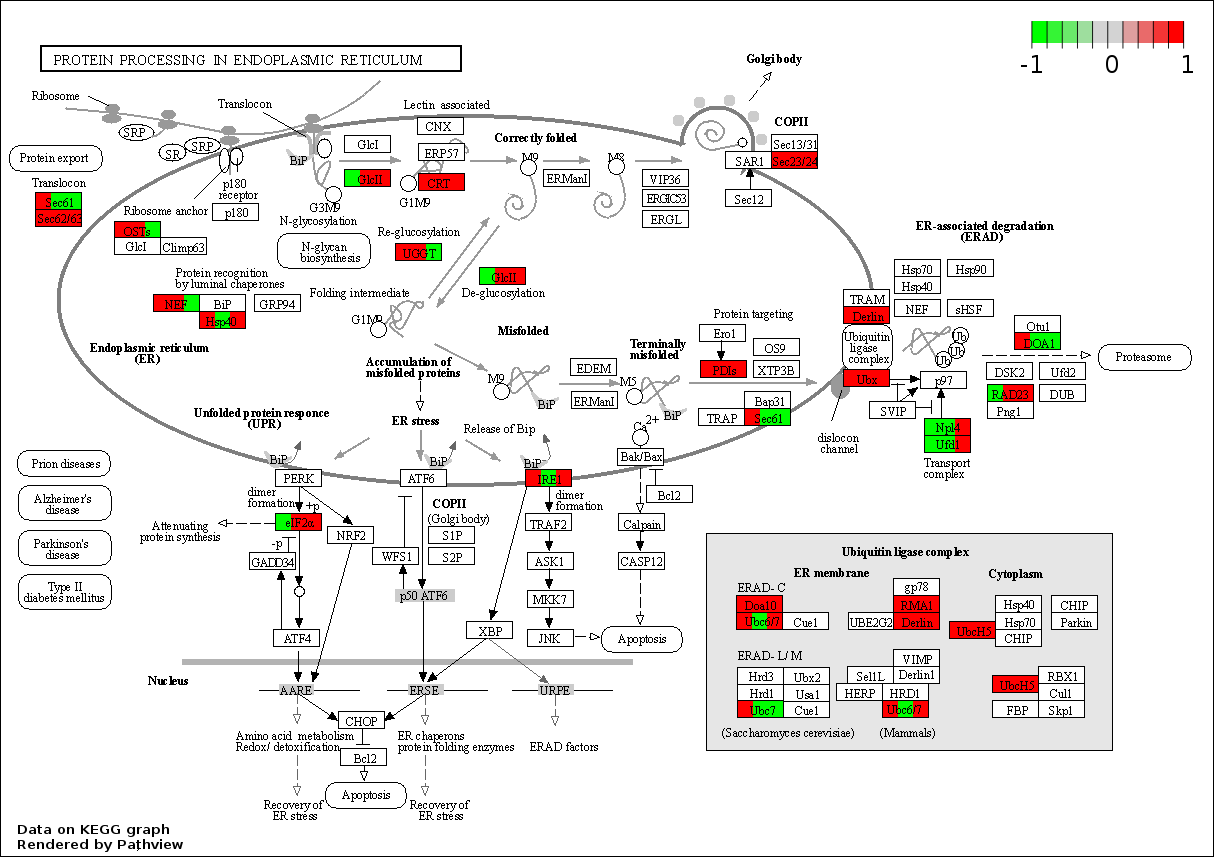 -1 0 1
PROTEIN PROCESSING IN ENDOPLASMIC RETICULUM
Golgi body
Ribosome
Translocon
Lectin associated
SRP
SR
SRP
BiP
CNX
GlcI
ERP57
GlcII
CRT
G1M9
G3M9
N-glycosylation
Correctly folded
M9
M8
ERManI
VIP36
ERGIC53
ERGL
COPII
Sec13/31
SAR1
Sec23/24
Sec12
Protein export
Translocon
Sec61
Sec62/63
p180
receptor
p180
Ribosome anchor
OSTs
GlcI
Climp63
N-glycan
biosynthesis
Re-glucosylation
UGGT
GlcII
De-glucosylation
Protein recognition
by luminal chaperones
NEF
BiP
GRP94
Hsp40
Folding intermediate
G1M9
Endoplasmic reticulum
(ER)
Misfolded
Accumulation of
misfolded proteins
Terminally
misfolded
M9
BiP
EDEM
ERManI
M5
BiP
Protein targeting
Ero1
OS9
PDIs
XTP3B
Bap31
TRAP
Sec61
ER-associated degradation
(ERAD)
Hsp70
Hsp90
Hsp40
TRAM
Derlin
NEF
sHSF
Ubiquitin
ligase
complex
Ub
Ub
Ub
Otu1
DOA1
Proteasome
DSK2
Ufd2
RAD23
DUB
Png1
Ubx
p97
SVIP
Npl4
Ufd1
Transport
complex
dislocon
channel
Unfolded protein responce
(UPR)
ER stress
Release of Bip
Ca2+
Bak/Bax
Bcl2
BiP
BiP
BiP
PERK
ATF6
IRE1
Prion diseases
Alzheimer's
disease
Parkinson's
disease
Type II
diabetes mellitus
dimer
formation
+p
eIF2α
Attenuating
protein synthesis
-p
GADD34
NRF2
ATF4
COPII
(Golgi body)
S1P
S2P
WFS1
p50 ATF6
dimer
formation
TRAF2
ASK1
MKK7
JNK
XBP
Calpain
CASP12
Apoptosis
Nucleus
AARE
ERSE
URPE
CHOP
Amino acid metabolism
Redox/ detoxification
ER chaperons
protein folding enzymes
ERAD factors
Bcl2
Apoptosis
Recovery of
ER stress
Recovery of
ER stress
Ubiquitin ligase complex
ER membrane
Cytoplasm
ERAD- C
gp78
Doa10
RMA1
Ubc6/7
Cue1
UBE2G2
Derlin
Hsp40
CHIP
UbcH5
Hsp70
Parkin
CHIP
ERAD- L/ M
VIMP
Hrd3
Ubx2
Sel1L
Derlin1
Hrd1
Usa1
HERP
HRD1
Ubc7
Cue1
Ubc6/7
RBX1
UbcH5
Cul1
FBP
Skp1
(Saccharomyces cerevisiae)
(Mammals)
Data on KEGG graph
Rendered by Pathview